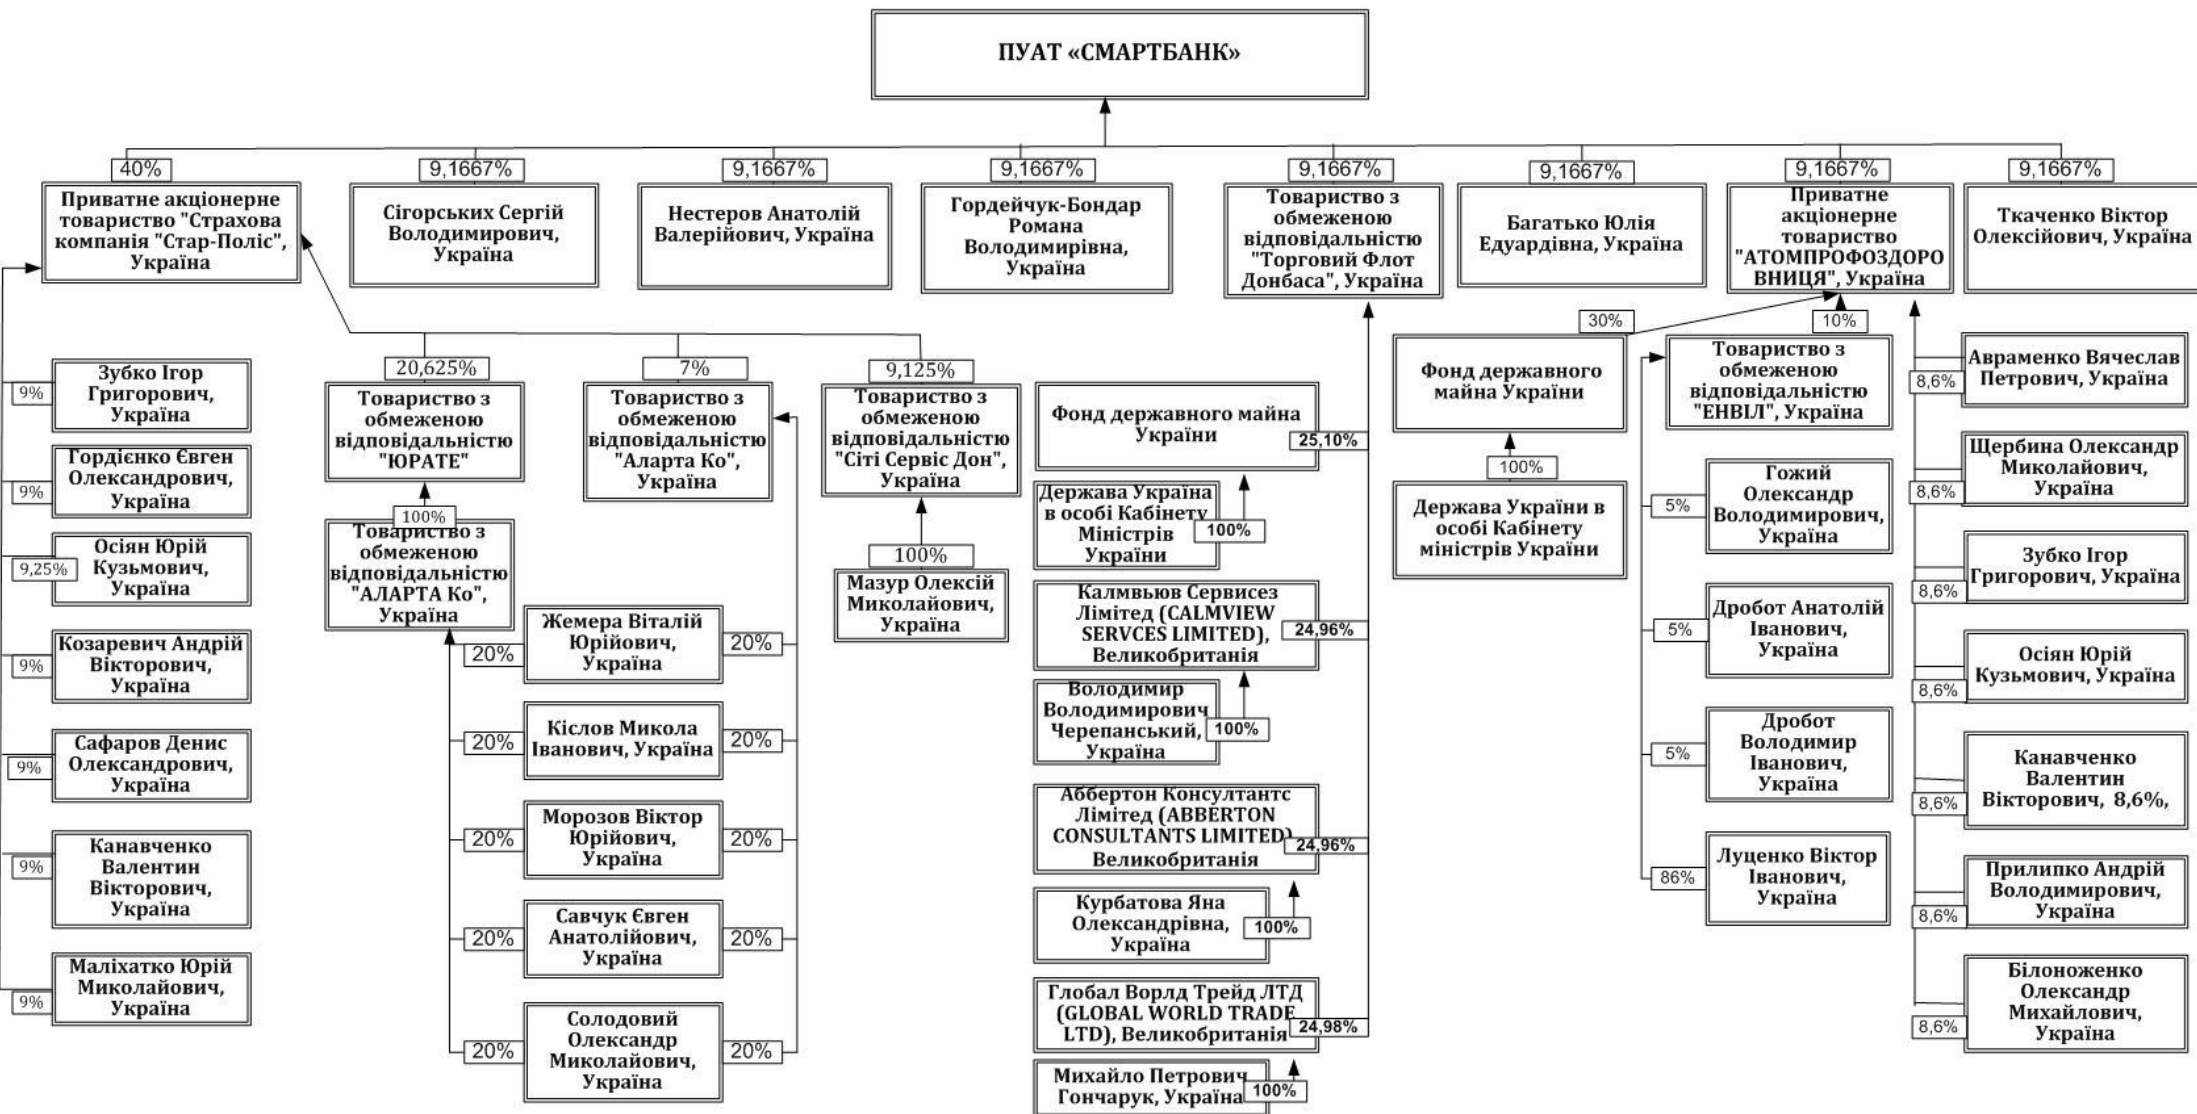 ПУАТ «СМАРТБАНК»
40%
Приватне акціонерне
товариство "Страхова
компанія "Стар-Поліс",
Україна
9,1667%
Сігорських Сергій
Володимирович,
Україна
9,1667%
Нестеров Анатолій
Валерійович, Україна
9,1667%
Гордейчук-Бондар
Романа
Володимирівна,
Україна
9,1667%
Товариство з
обмеженою
відповідальністю
"Торговий Флот
Донбаса", Україна
9,1667%
Багатько Юлія
Едуардівна, Україна
9,1667%
Приватне
акціонерне
товариство
"АТОМПРОФОЗДОРО
ВНИЦЯ", Україна
9,1667%
Ткаченко Віктор
Олексійович, Україна
Зубко Ігор
Григорович,
Україна
9%
Гордієнко Євген
Олександрович,
Україна
9%
Осіян Юрій
Кузьмович,
Україна
9,25%
Козаревич Андрій
Вікторович,
Україна
9%
Сафаров Денис
Олександрович,
Україна
9%
Канавченко
Валентин
Вікторович,
Україна
9%
Маліхатко Юрій
Миколайович,
Україна
9%
20,625%
Товариство з
обмеженою
відповідальністю
"ЮРАТЕ"
100%
Товариство з
обмеженою
відповідальністю
"АЛАРТА Ко",
Україна
7%
Товариство з
обмеженою
відповідальністю
"Аларта Ко",
Україна
9,125%
Товариство з
обмеженою
відповідальністю
"Сіті Сервіс Дон",
Україна
100%
Мазур Олексій
Миколайович,
Україна
20%
Жемера Віталій
Юрійович,
Україна
20%
20%
Кіслов Микола
Іванович, Україна
20%
20%
Морозов Віктор
Юрійович,
Україна
20%
20%
Савчук Євген
Анатолійович,
Україна
20%
20%
Солодовий
Олександр
Миколайович,
Україна
20%
Фонд державного майна
України
25,10%
Держава Україна
в особі Кабінету
Міністрів
України
100%
Калмвьюв Сервисез
Лімітед (CALMVIEW
SERVCES LIMITED),
Великобританія
24,96%
Володимир
Володимирович
Черепанський,
Україна
100%
Аббертон Консултантс
Лімітед (ABBERTON
CONSULTANTS LIMITED)
Великобританія
24,96%
Курбатова Яна
Олександрівна,
Україна
100%
Глобал Ворлд Трейд ЛТД
(GLOBAL WORLD TRADE
LTD), Великобританія
24,98%
Михайло Петрович
Гончарук, Україна
100%
30%
Фонд державного
майна України
100%
Держава України в
особі Кабінету
міністрів України
10%
Товариство з
обмеженою
відповідальністю
"ЕНВІЛ", Україна
5%
Гожий
Олександр
Володимирович,
Україна
5%
Дробот Анатолій
Іванович,
Україна
5%
Дробот
Володимир
Іванович,
Україна
86%
Луценко Віктор
Іванович,
Україна
8,6%
Авраменко Вячеслав
Петрович, Україна
8,6%
Щербина Олександр
Миколайович,
Україна
8,6%
Зубко Ігор
Григорович, Україна
8,6%
Осіян Юрій
Кузьмович, Україна
8,6%
Канавченко
Валентин
Вікторович, 8,6%,
8,6%
Прилипко Андрій
Володимирович,
Україна
8,6%
Білоноженко
Олександр
Михайлович,
Україна